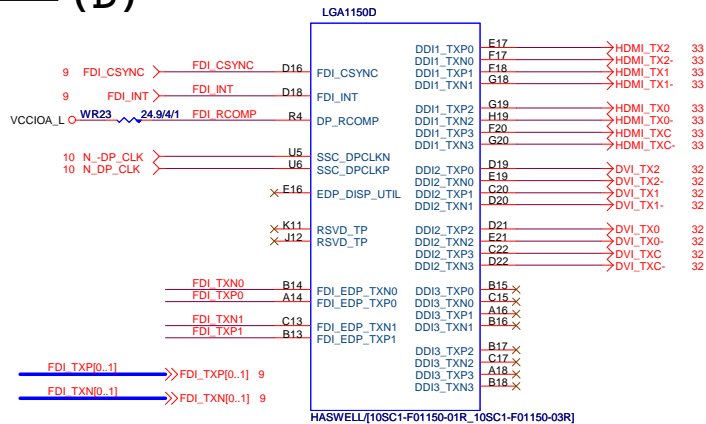 (D)
LGA1150D
9 FDI_CSYNC FDI_CSYNC D16 FDI_CSYNC
9 FDI_INT FDI_INT D18 FDI_INT
VCCIOA_L WR23 24.9/4/1 FDI_RCOMP R4 DP_RCOMP
10 N_-DP_CLK U5 SSC_DPCLKN
10 N_DP_CLK U6 SSC_DPCLKP
E16 EDP_DISP_UTIL
K11 RSVD_TP
J12 RSVD_TP
FDI_TXN0 B14 FDI_EDP_TXN0
FDI_TXP0 A14 FDI_EDP_TXP0
FDI_TXN1 C13 FDI_EDP_TXN1
FDI_TXP1 B13 FDI_EDP_TXP1
FDI_TXP[0..1] FDI_TXP[0..1] 9
FDI_TXN[0..1] FDI_TXN[0..1] 9
DDI1_TXP0 E17 HDMI_TX2 33
DDI1_TXN0 F17 HDMI_TX2- 33
DDI1_TXP1 F18 HDMI_TX1 33
DDI1_TXN1 G18 HDMI_TX1- 33
DDI1_TXP2 G19 HDMI_TX0 33
DDI1_TXN2 H19 HDMI_TX0- 33
DDI1_TXP3 F20 HDMI_TXC 33
DDI1_TXN3 G20 HDMI_TXC- 33
DDI2_TXP0 D19 DVI_TX2 32
DDI2_TXN0 E19 DVI_TX2- 32
DDI2_TXP1 C20 DVI_TX1 32
DDI2_TXN1 D20 DVI_TX1- 32
DDI2_TXP2 D21 DVI_TX0 32
DDI2_TXN2 E21 DVI_TX0- 32
DDI2_TXP3 C22 DVI_TXC 32
DDI2_TXN3 D22 DVI_TXC- 32
DDI3_TXP0 B15
DDI3_TXN0 C15
DDI3_TXP1 A16
DDI3_TXN1 B16
DDI3_TXP2 B17
DDI3_TXN2 C17
DDI3_TXP3 A18
DDI3_TXN3 B18
HASWELL/[10SC1-F01150-01R_10SC1-F01150-03R]